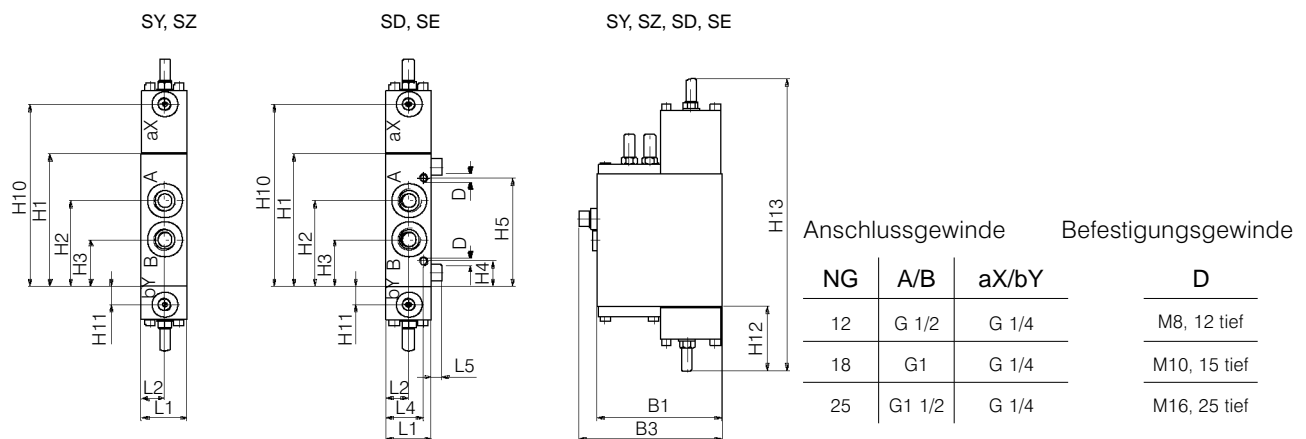 SY, SZ
SD, SE
SY, SZ, SD, SE
H10
H1
H2
H3
H11
aX
A
B
bY
L2
L1
H10
H1
H2
H3
H11
aX
A
B
bY
D
D
H4
H5
L5
L2
L4
L1
H13
H12
B1
B3
Anschlussgewinde
Befestigungsgewinde
NG A/B aX/bY D
12 G 1/2 G 1/4 M8, 12 tief
18 G1 G 1/4 M10, 15 tief
25 G1 1/2 G 1/4 M16, 25 tief